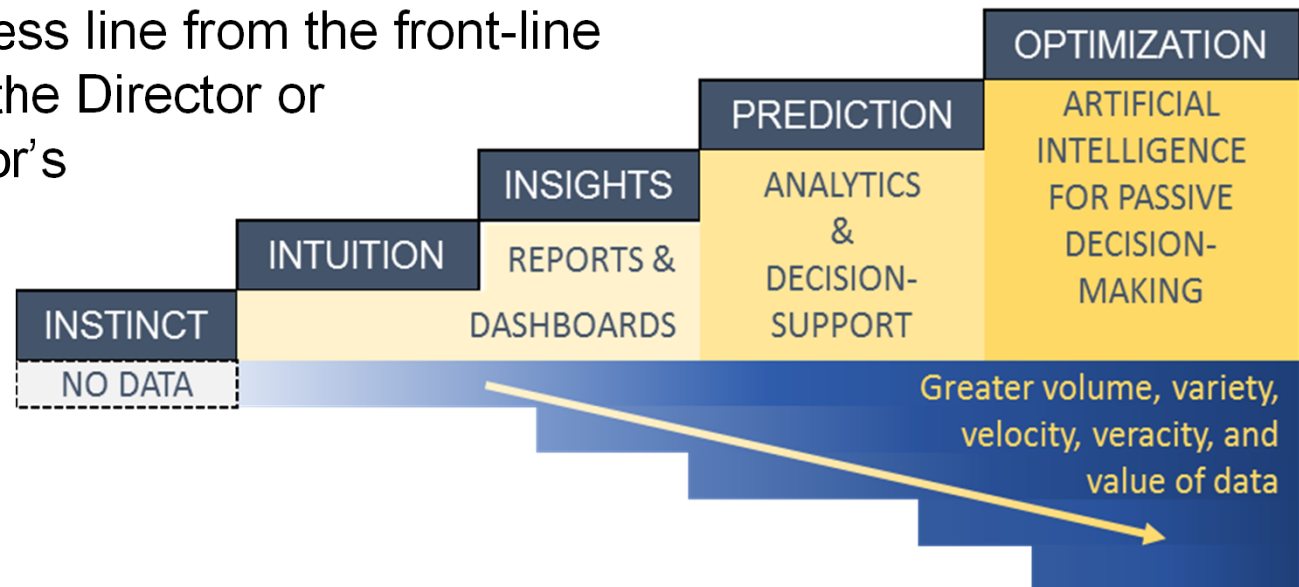 ess line from the front-line
the Director or
or's
OPTIMIZATION
ARTIFICIAL
INTELLIGENCE
FOR PASSIVE
DECISION-
MAKING
PREDICTION
ANALYTICS
&
DECISION-
SUPPORT
INSIGHTS
REPORTS &
DASHBOARDS
INTUITION
INSTINCT
NO DATA
Greater volume, variety,
velocity, veracity, and
value of data